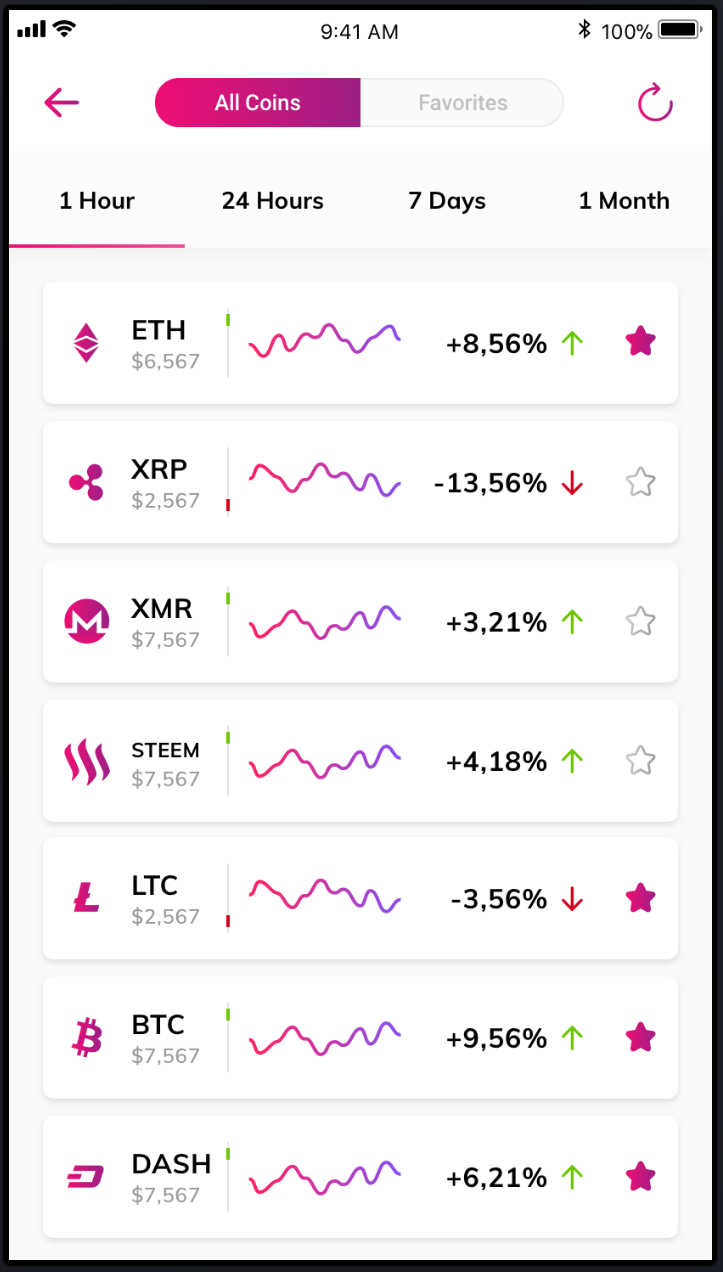 9:41 AM 100%
All Coins Favorites
1 Hour 24 Hours 7 Days 1 Month
ETH
$6,567
+8,56%
XRP
$2,567
-13,56%
XMR
$7,567
+3,21%
STEEM
$7,567
+4,18%
LTC
$2,567
-3,56%
BTC
$7,567
+9,56%
DASH
$7,567
+6,21%